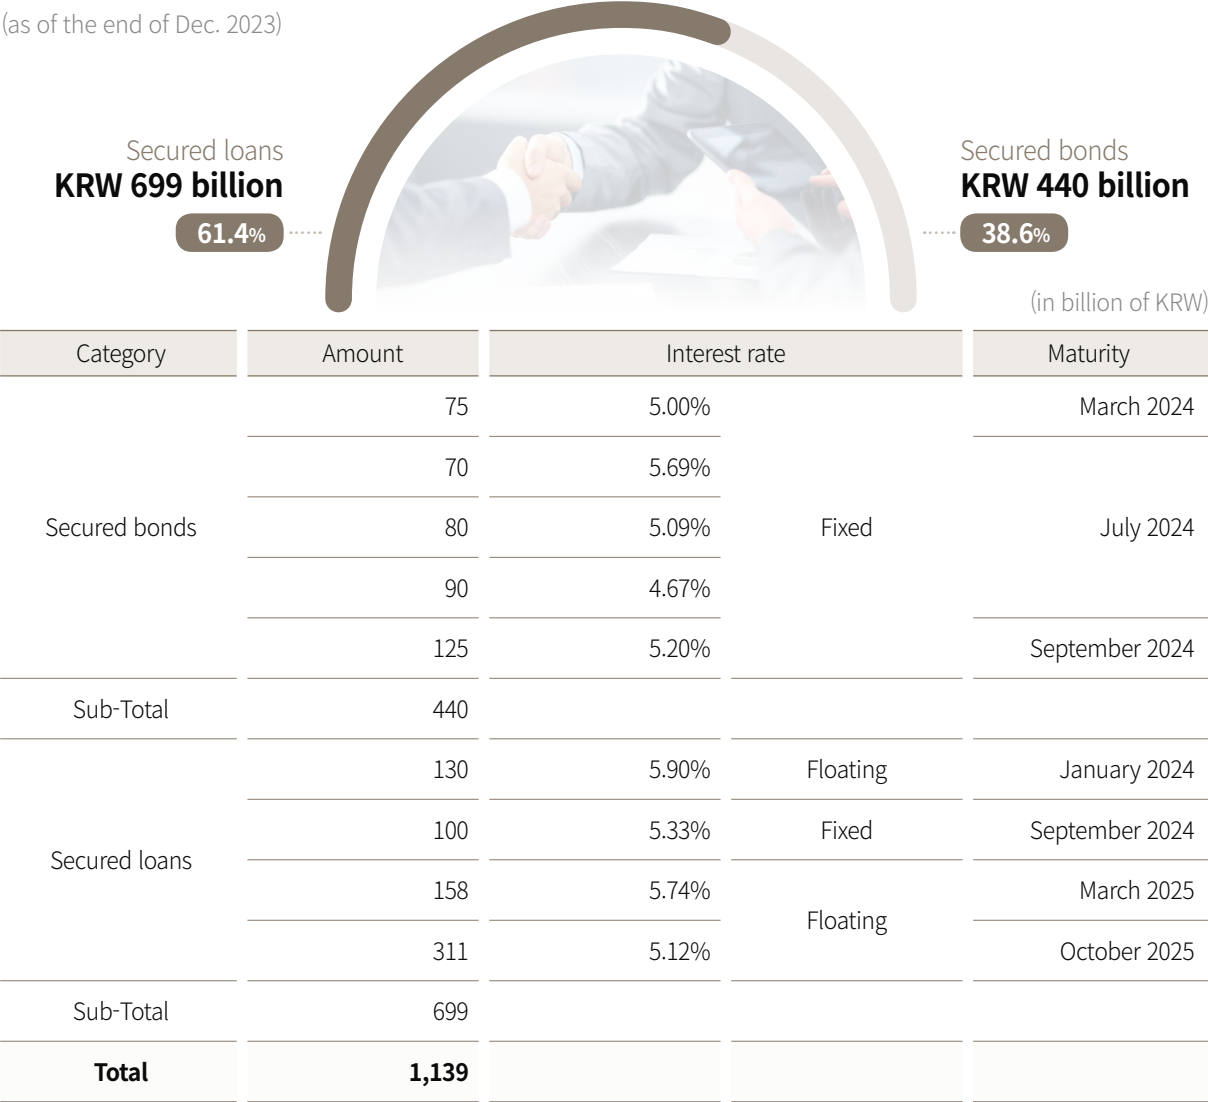 (as of the end of Dec. 2023)
Secured loans
KRW 699 billion
61.4%
Secured bonds
KRW 440 billion
38.6%
(in billion of KRW)
Category Amount Interest rate Maturity
75 5.00% March 2024
70 5.69%
Secured bonds 80 5.09% Fixed July 2024
90 4.67%
125 5.20% September 2024
Sub-Total 440
130 5.90% Floating January 2024
100 5.33% Fixed September 2024
Secured loans
158 5.74% March 2025
Floating
311 5.12% October 2025
Sub-Total 699
Total 1,139